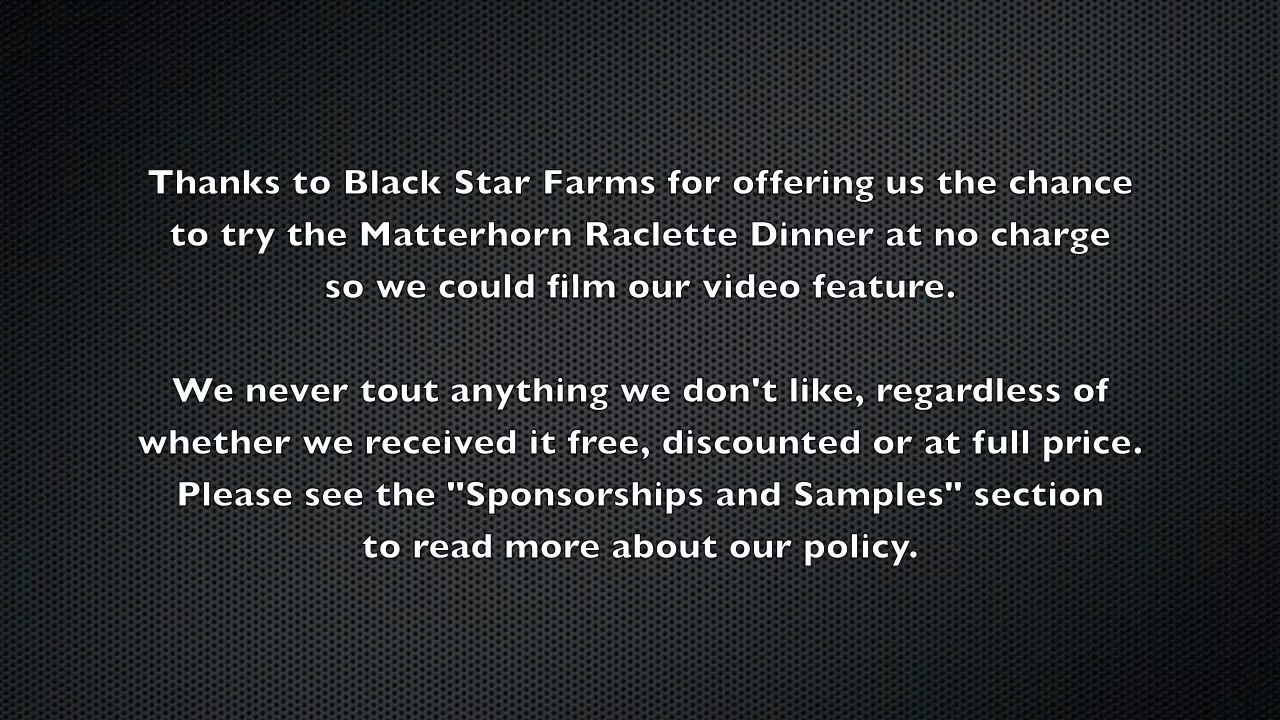 Thanks to Black Star Farms for offering us the chance
to try the Matterhorn Raclette Dinner at no charge
so we could film our video feature.
We never tout anything we don't like, regardless of
whether we received it free, discounted or at full price.
Please see the "Sponsorships and Samples" section
to read more about our policy.